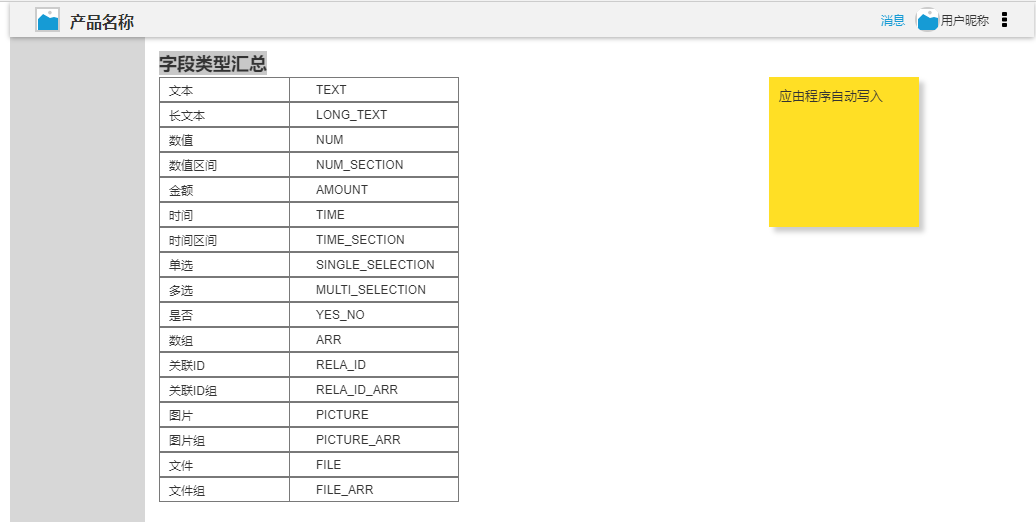 产品名称
消息 用户昵称
字段类型汇总
应由程序自动写入
文本 TEXT
长文本 LONG_TEXT
数值 NUM
数值区间 NUM_SECTION
金额 AMOUNT
时间 TIME
时间区间 TIME_SECTION
单选 SINGLE_SELECTION
多选 MULTI_SELECTION
是否 YES_NO
数组 ARR
关联ID RELA_ID
关联ID组 RELA_ID_ARR
图片 PICTURE
图片组 PICTURE_ARR
文件 FILE
文件组 FILE_ARR